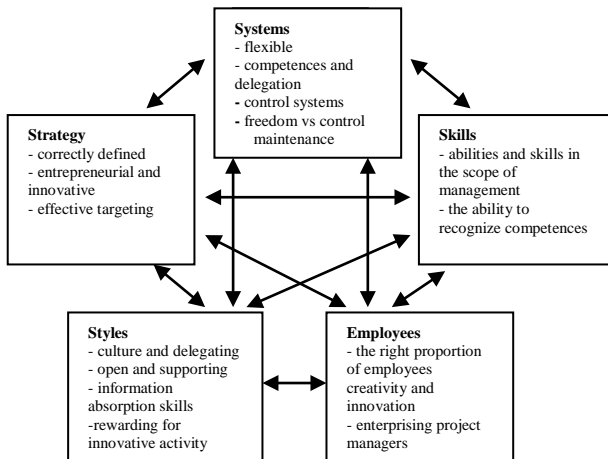 Systems
- flexible
- competences and
delegation
- control systems
- freedom vs control
maintenance
Strategy
- correctly defined
- entrepreneurial and
innovative
- effective targeting
Skills
- abilities and skills in
the scope of
management
- the ability to
recognize competences
Styles
- culture and delegating
- open and supporting
- information
absorption skills
-rewarding for
innovative activity
Employees
- the right proportion
of employees
creativity and
innovation
- enterprising project
managers